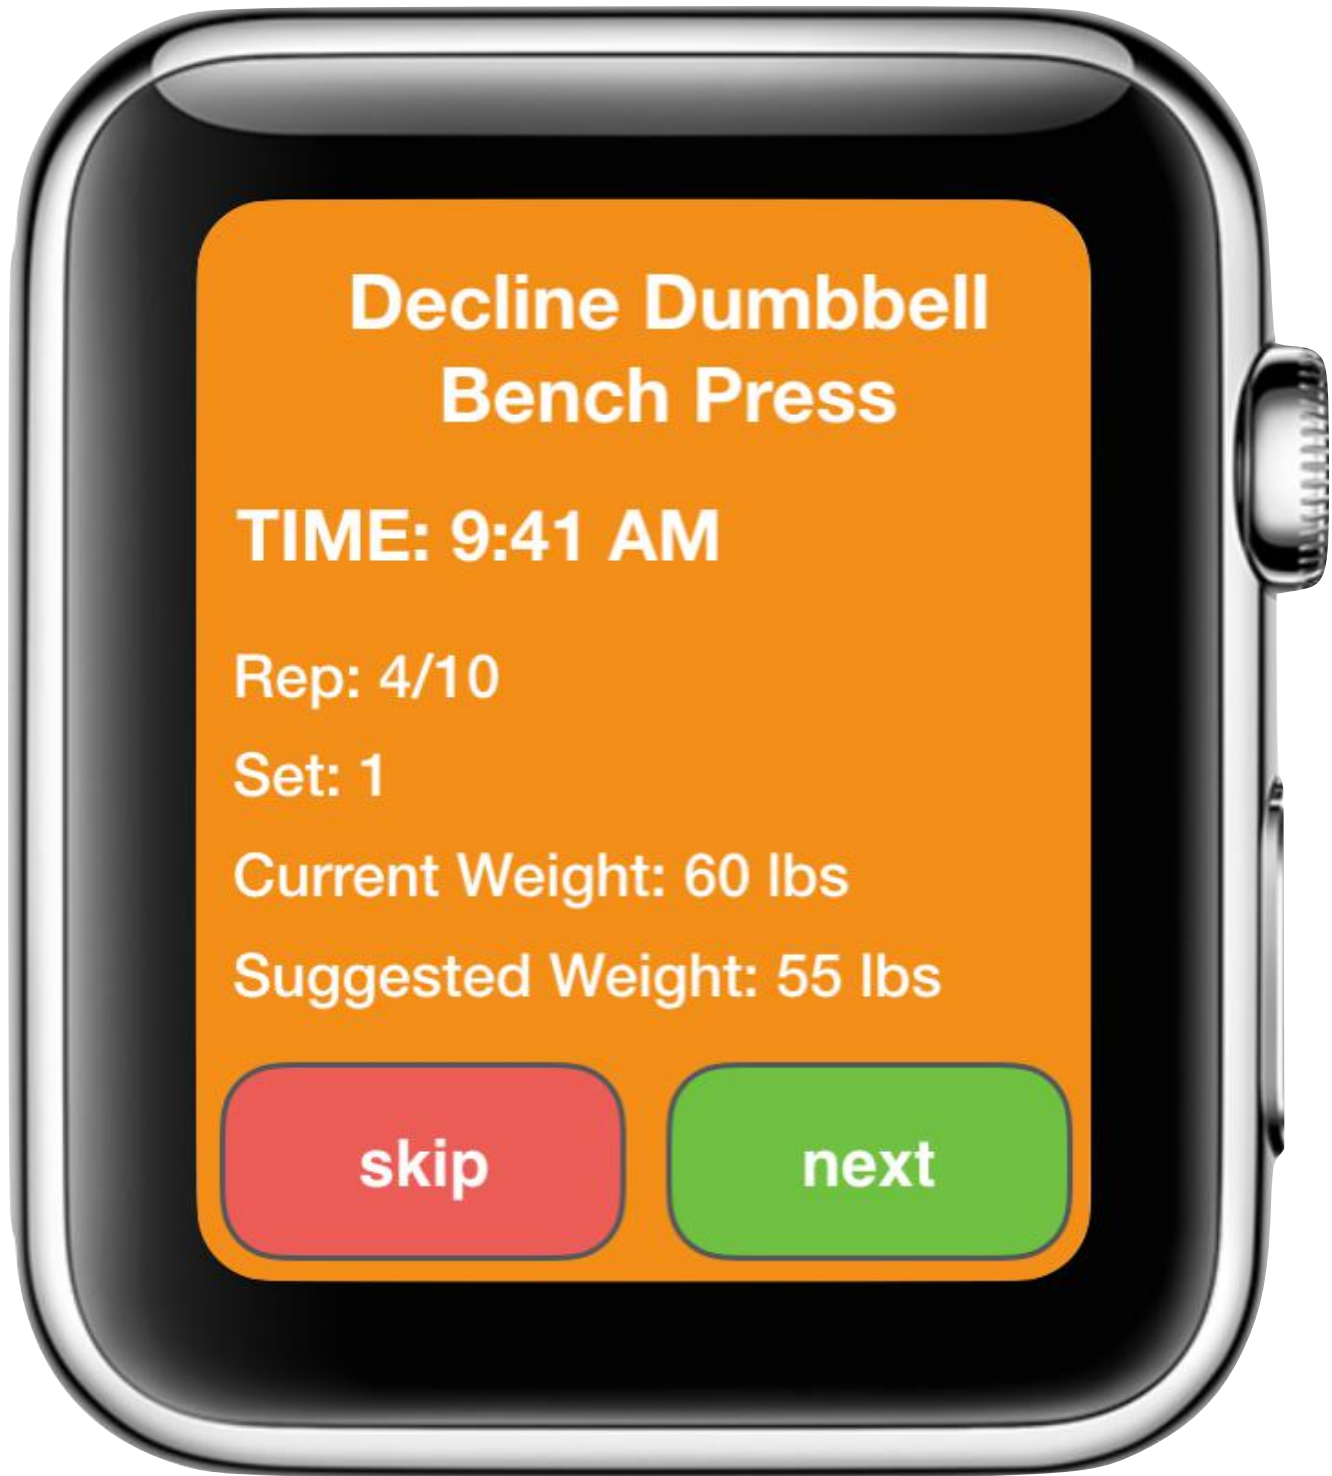 Decline Dumbbell
Bench Press
TIME: 9:41 AM
Rep: 4/10
Set: 1
Current Weight: 60 lbs
Suggested Weight: 55 lbs
skip
next